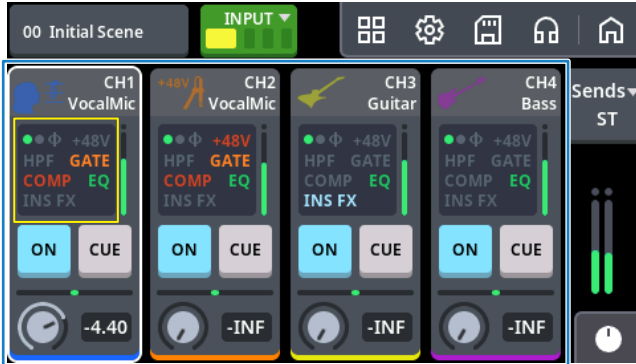 00 Initial Scene
INPUT
Sends
ST
CH1
VocalMic
Φ +48V
HPF GATE
COMP EQ
INS FX
ON CUE
-4.40
+48V CH2
VocalMic
Φ +48V
HPF GATE
COMP EQ
INS FX
ON CUE
-INF
CH3
Guitar
Φ +48V
HPF GATE
COMP EQ
INS FX
ON CUE
-INF
CH4
Bass
Φ +48V
HPF GATE
COMP EQ
INS FX
ON CUE
-INF